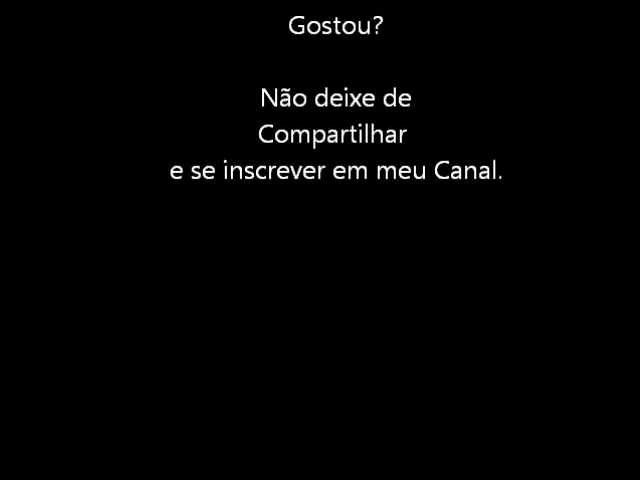 Gostou?
Não deixe de
Compartilhar
e se inscrever em meu Canal.